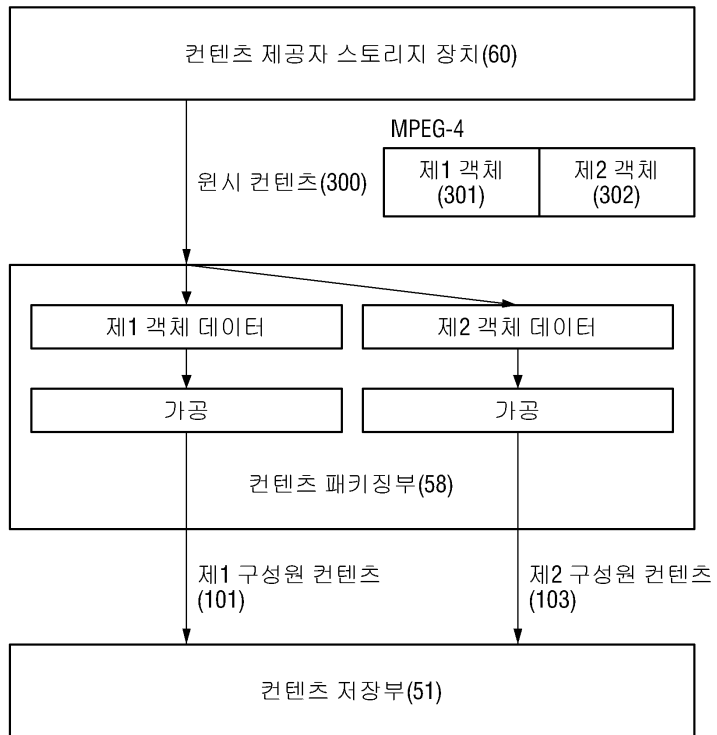 컨텐츠 제공자 스토리지 장치(60)
MPEG-4
윈시 컨텐츠(300)
제1 객체
(301)
제2 객체
(302)
제1 객체 데이터
제2 객체 데이터
가공
가공
컨텐츠 패키징부(58)
제1 구성원 컨텐츠
(101)
제2 구성원 컨텐츠
(103)
컨텐츠 저장부(51)